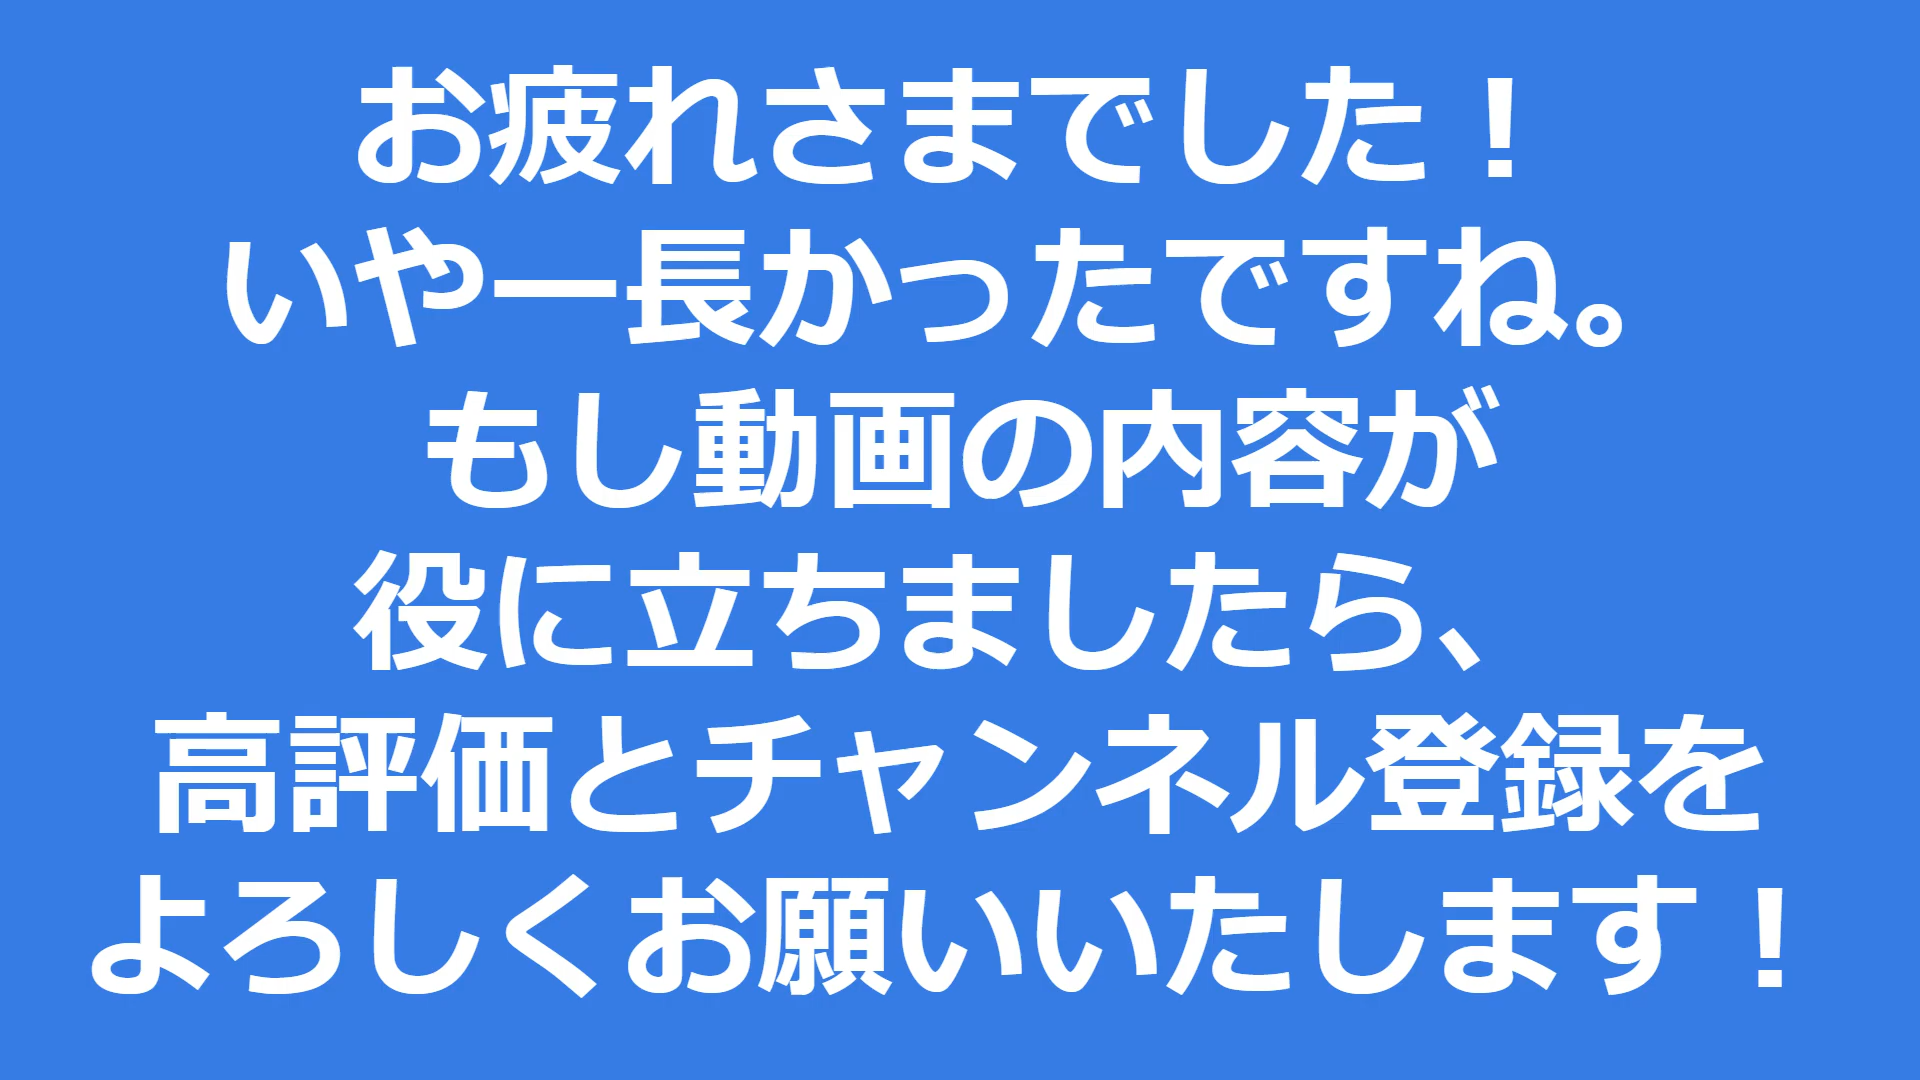 お疲れさまでした！
いやー長かったですね。
もし動画の内容が
役に立ちましたら、
高評価とチャンネル登録を
よろしくお願いいたします！